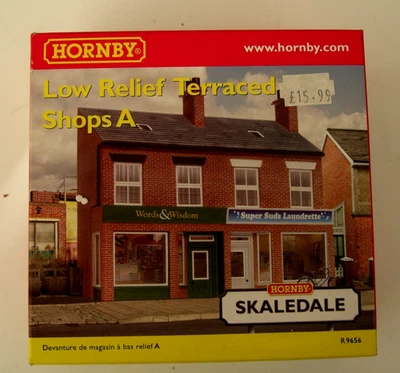 HORNBY®
www.hornby.com
Low Relief Terraced
Shops A
£15.99
Words&Wisdom
Super Suds Laundrette
HORNBY
SKALEDALE
Devanture de magasin à bas relief A
R9656